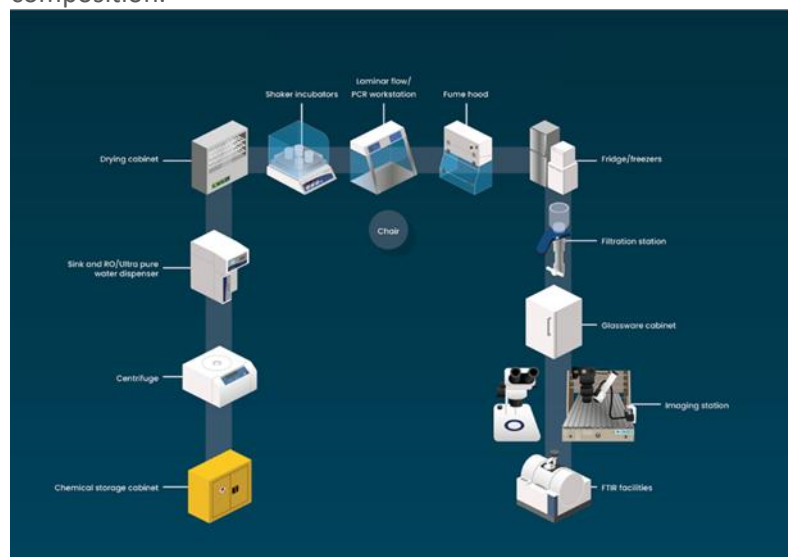 composition.
Laminar flow/
PCR workstation
Shaker incubators
Fume hood
Drying cabinet
Fridge/freezers
Chair
Filtration station
Sink and RO/Ultra pure
water dispenser
Glassware cabinet
Centrifuge
Imaging station
Chemical storage cabinet
FTIR facilities